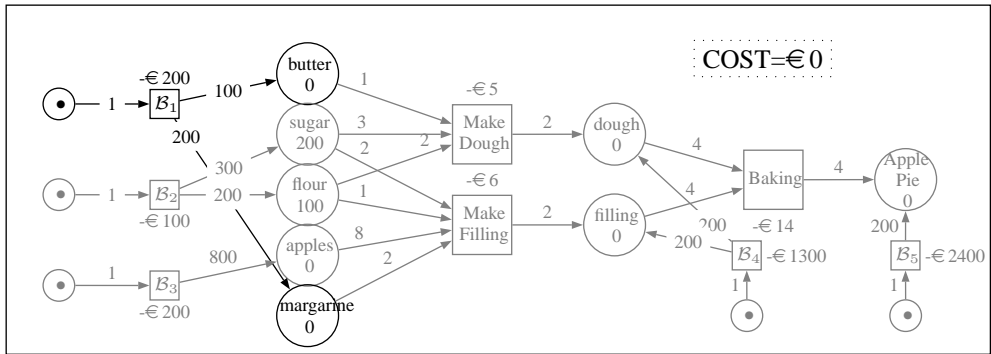 COST=€ 0
-€ 200
1
B₁
100
200
butter
0
1
sugar
200
3
2
2
-€ 5
Make
Dough
2
dough
0
4
1
B₂
-€ 100
300
200
flour
100
1
-€ 6
Make
Filling
2
filling
0
4
Baking
-€ 14
4
Apple
Pie
0
1
B₃
-€ 200
800
apples
0
8
margarine
0
2
200
200
B₄
-€ 1300
1
200
B₅
-€ 2400
1